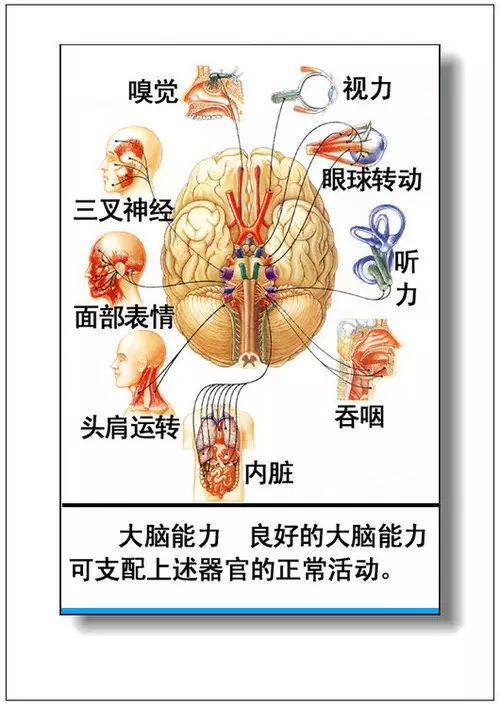 嗅觉
视力
眼球转动
三叉神经
听
力
面部表情
头肩运转
吞咽
内脏
大脑能力　良好的大脑能力
可支配上述器官的正常活动。